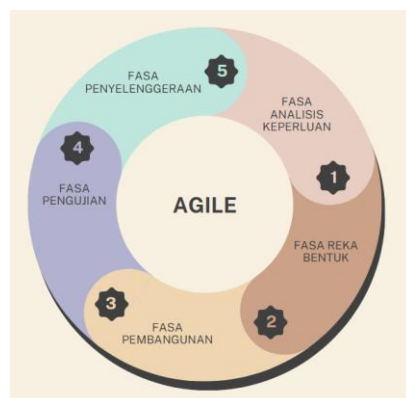 AGILE
FASA
ANALISIS
KEPERLUAN
1
FASA REKA
BENTUK
2
FASA
PEMBANGUNAN
3
FASA
PENGUJIAN
4
FASA
PENYELENGGERAAN
5